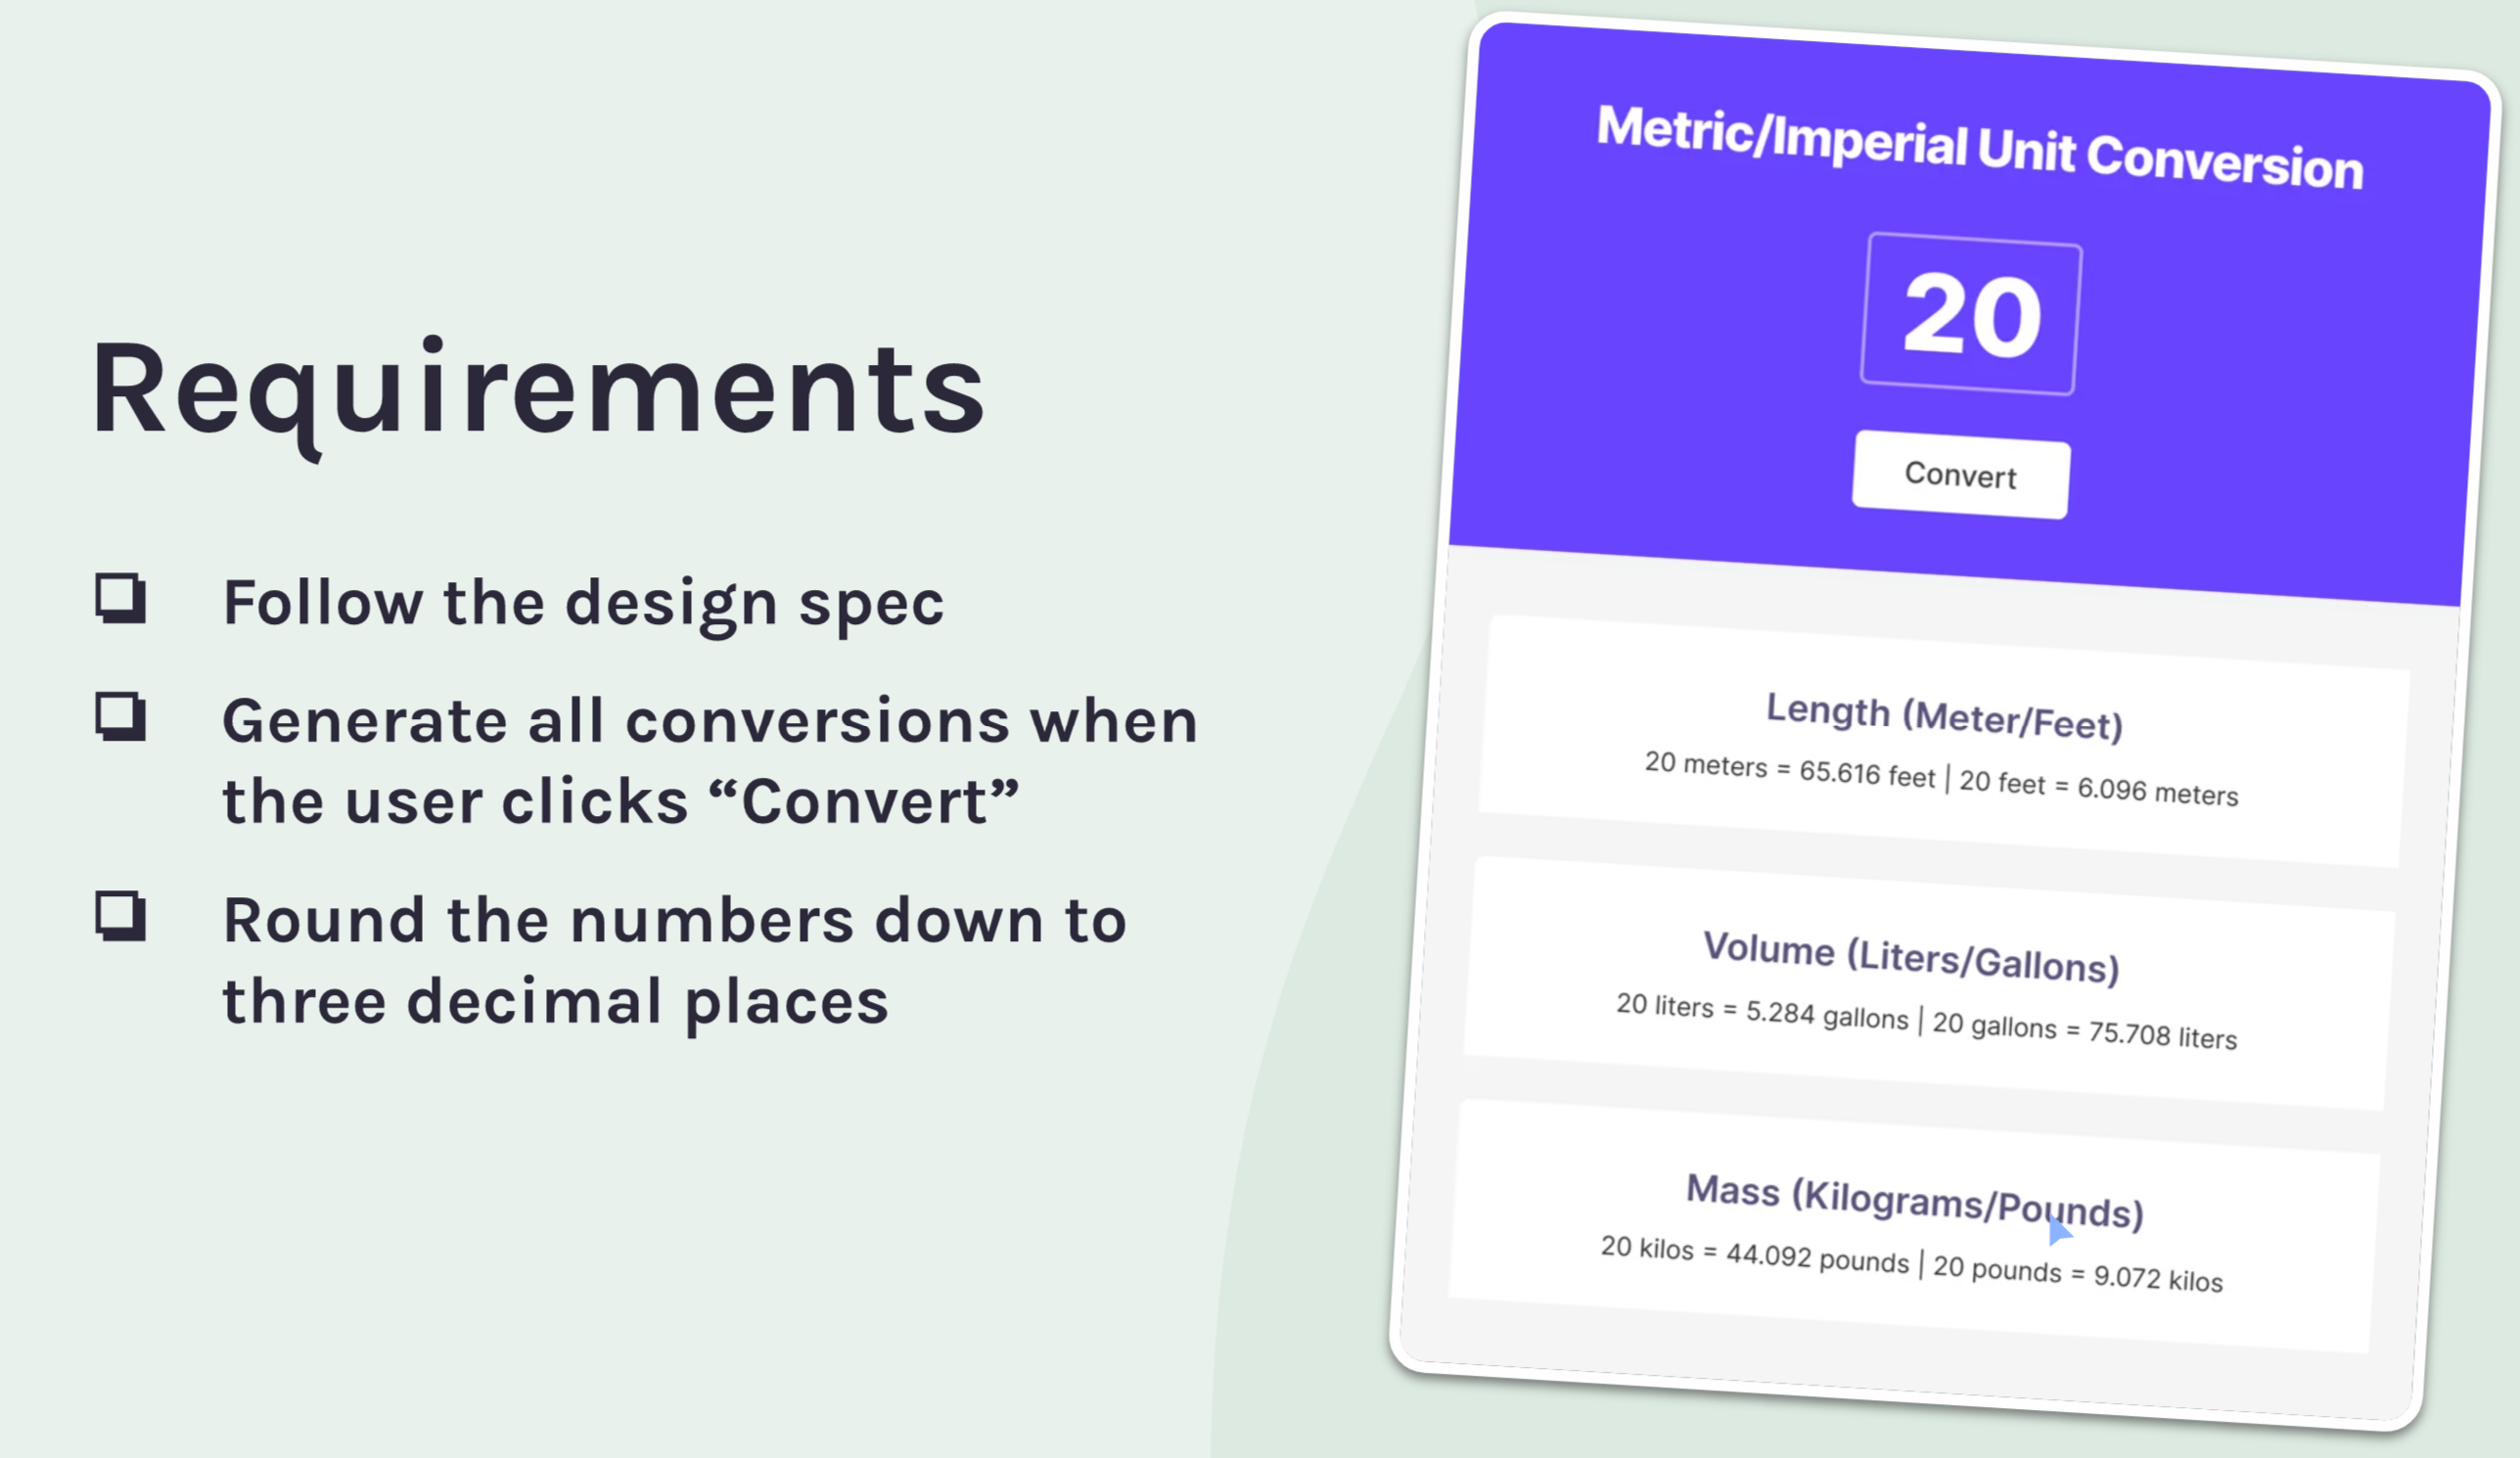 Requirements
Follow the design spec
Generate all conversions when
the user clicks “Convert”
Round the numbers down to
three decimal places
Metric/Imperial Unit Conversion
20
Convert
Length (Meter/Feet)
20 meters = 65.616 feet | 20 feet = 6.096 meters
Volume (Liters/Gallons)
20 liters = 5.284 gallons | 20 gallons = 75.708 liters
Mass (Kilograms/Pounds)
20 kilos = 44.092 pounds | 20 pounds = 9.072 kilos